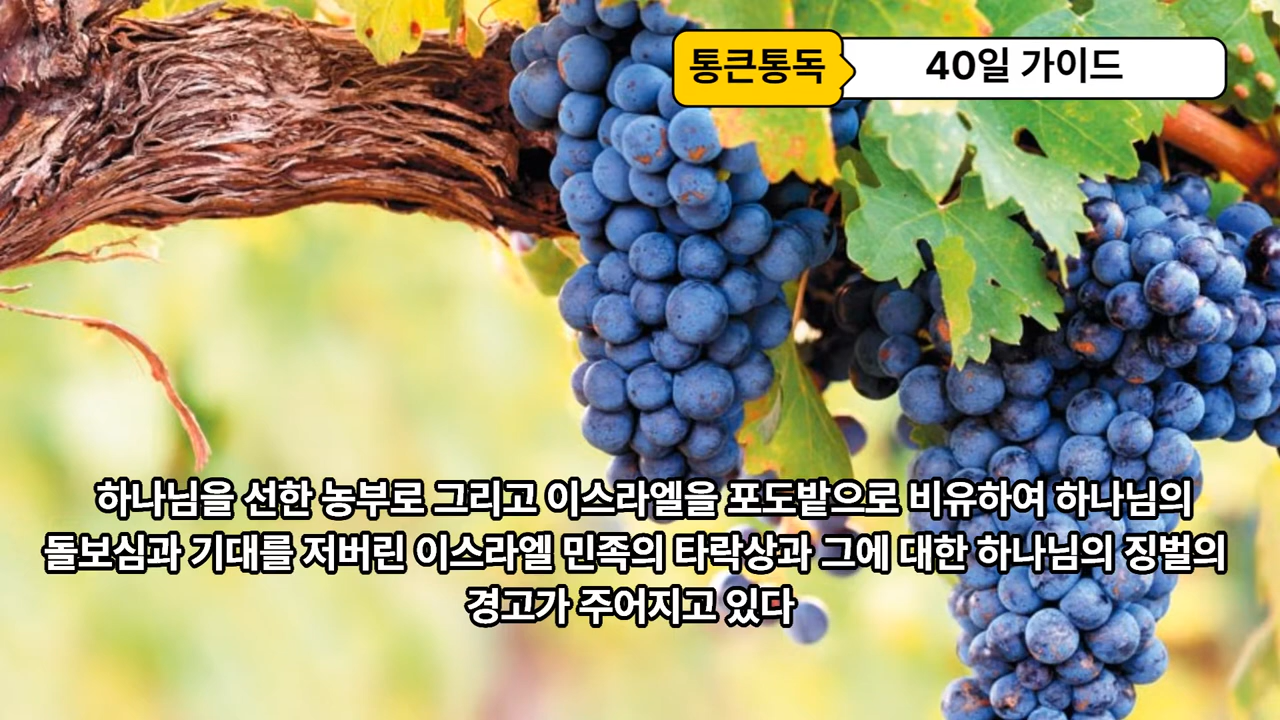 통큰통독 40일 가이드
하나님을 선한 농부로 그리고 이스라엘을 포도밭으로 비유하여 하나님의
돌보심과 기대를 저버린 이스라엘 민족의 타락상과 그에 대한 하나님의 징벌의
경고가 주어지고 있다